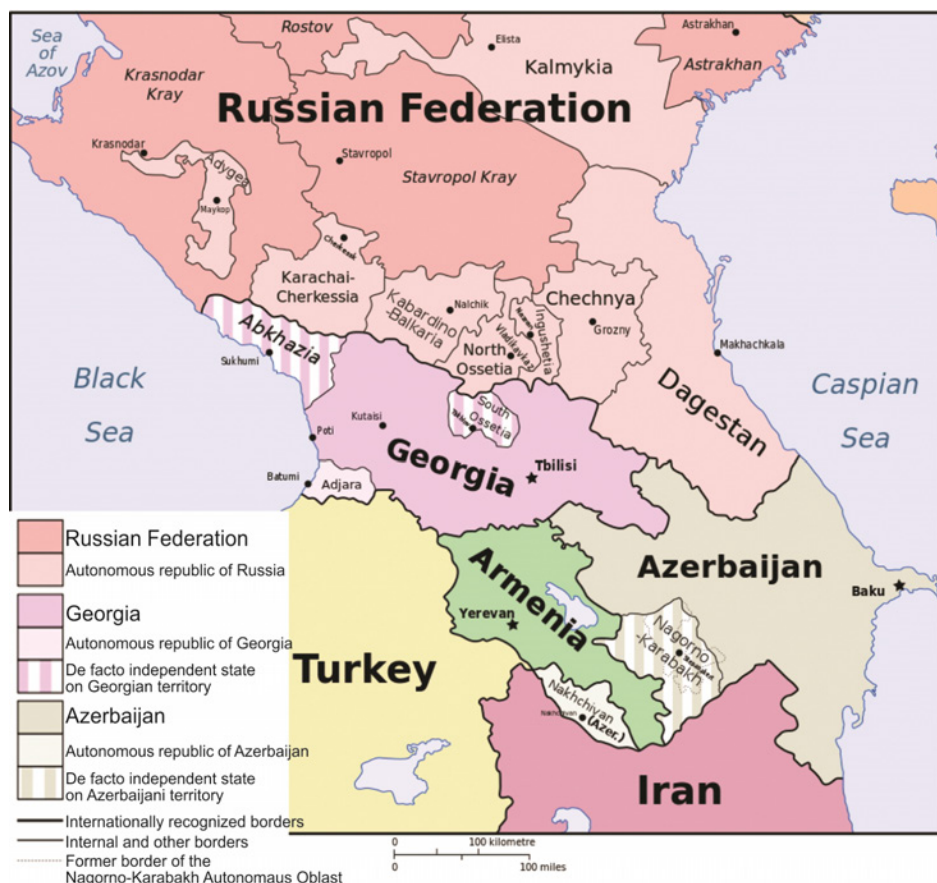 Sea
of
Azov
Rostov
Elista
Astrakhan
Kalmykia
Astrakhan
Krasnodar
Kray
Russian Federation
Krasnodar
Adygea
Stavropol
Maykop
Stavropol Kray
Cherkessk
Karachai-
Cherkessia
Kabardino
-Balkaria
Nalchik
Vladikavkaz
Ingushetia
Chechnya
Grozny
North
Ossetia
Makhachkala
Abkhazia
Sukhumi
Black
Sea
Caspian
Sea
Dagestan
South
Ossetia
Kutaisi
Poti
Georgia
Tbilisi
Batumi
Adjara
Armenia
Azerbaijan
Yerevan
Baku
Nagorno
-Karabakh
Turkey
Nakhchivan
Nakhchivan
(Azer.)
Iran
Russian Federation
Autonomous republic of Russia
Georgia
Autonomous republic of Georgia
De facto independent state
on Georgian territory
Azerbaijan
Autonomous republic of Azerbaijan
De facto independent state
on Azerbaijani territory
Internationally recognized borders
Internal and other borders
Former border of the
Nagorno-Karabakh Autonomaus Oblast
0 100 kilometre
0 100 miles